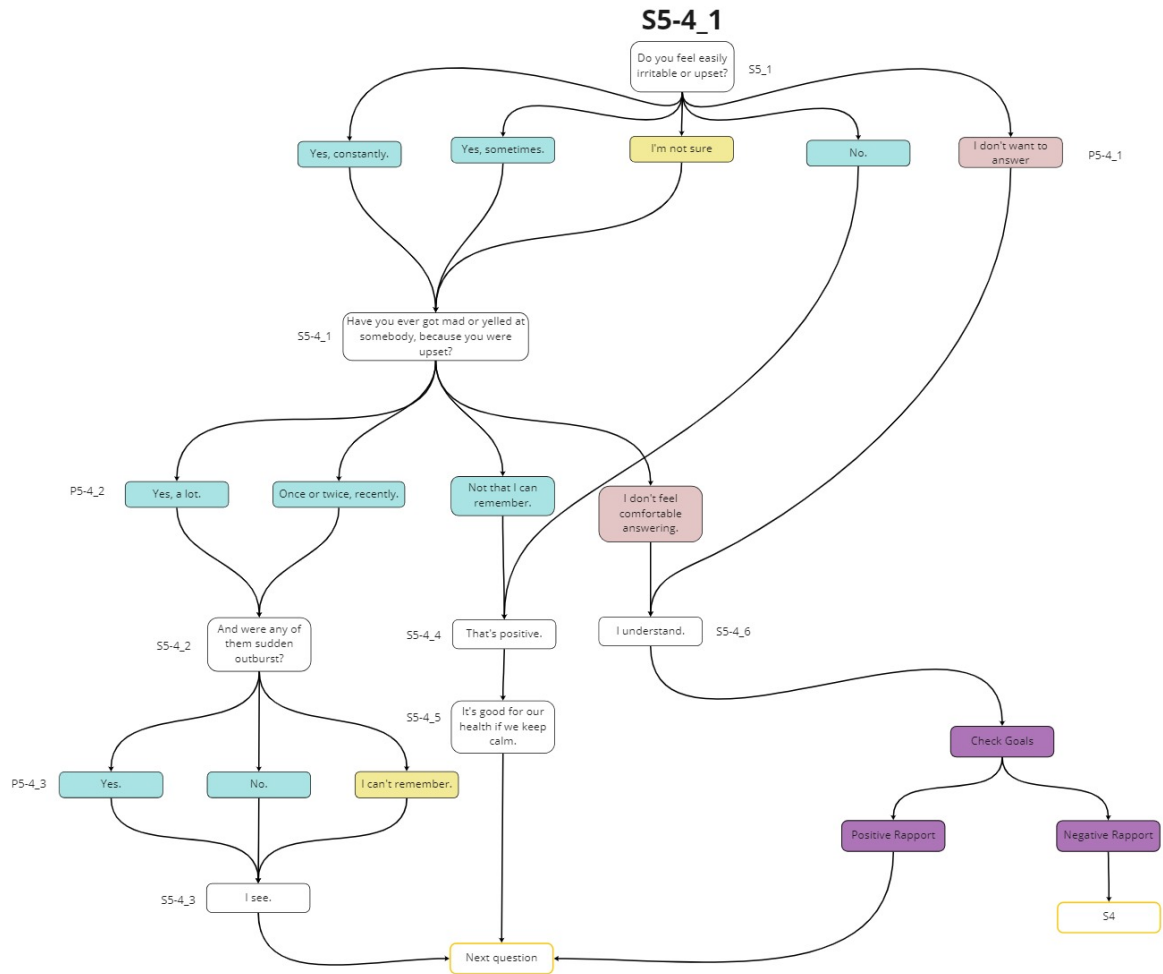 S5-4_1
Do you feel easily
irritable or upset?
S5_1
Yes, constantly.
Yes, sometimes.
I'm not sure
No.
I don't want to
answer
P5-4_1
S5-4_1
Have you ever got mad or yelled at
somebody, because you were
upset?
P5-4_2
Yes, a lot.
Once or twice, recently.
Not that I can
remember.
I don't feel
comfortable
answering.
S5-4_2
And were any of
them sudden
outburst?
S5-4_4
That's positive.
I understand.
S5-4_6
S5-4_5
It's good for our
health if we keep
calm.
Check Goals
P5-4_3
Yes.
No.
I can't remember.
Positive Rapport
Negative Rapport
S5-4_3
I see.
S4
Next question